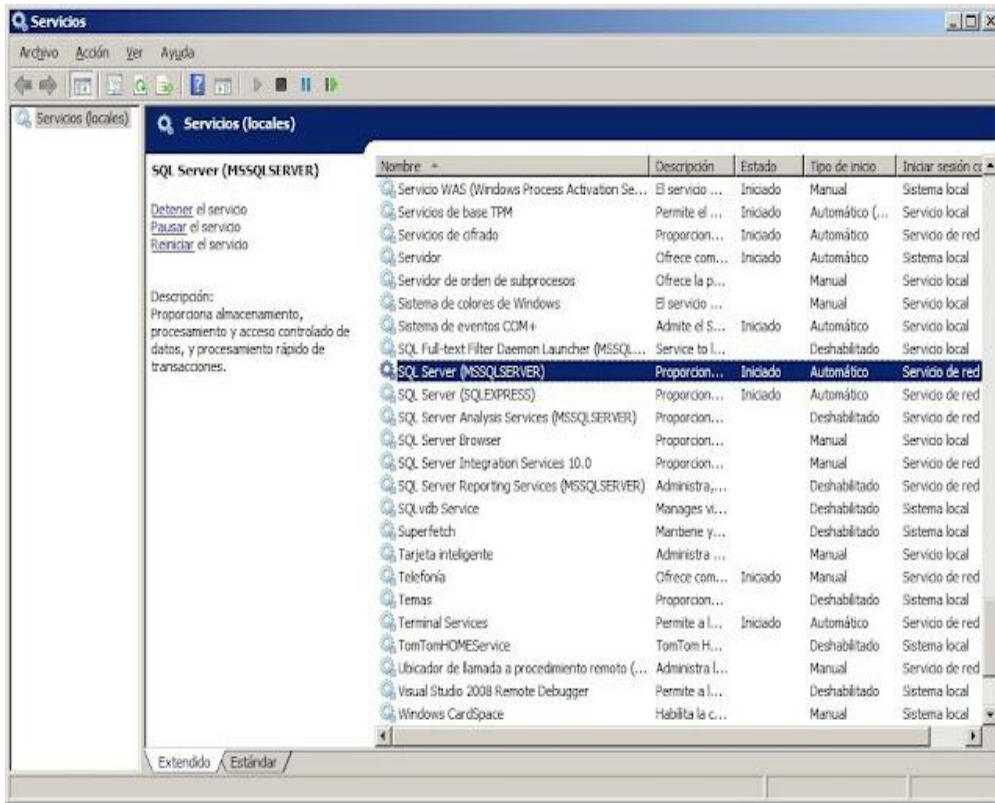 Servicios
Archivo Acción Ver Ayuda
Servicios (locales)
Servicios (locales)
SQL Server (MSSQLSERVER)
Detener el servicio
Pausar el servicio
Reiniciar el servicio
Descripción:
Proporciona almacenamiento,
procesamiento y acceso controlado de
datos, y procesamiento rápido de
transacciones.
Nombre Descripción Estado Tipo de inicio Iniciar sesión co
Servicio WAS (Windows Process Activation Se... El servicio ... Iniciado Manual Sistema local
Servicios de base TPM Permite el ... Iniciado Automático (... Servicio local
Servicios de cifrado Proporcion... Iniciado Automático Servicio de red
Servidor Ofrece com... Iniciado Automático Sistema local
Servidor de orden de subprocesos Ofrece la p... Manual Servicio local
Sistema de colores de Windows El servicio ... Manual Servicio local
Sistema de eventos COM+ Admite el S... Iniciado Automático Servicio local
SQL Full-text Filter Daemon Launcher (MSSQL... Service to l... Deshabilitado Servicio local
SQL Server (MSSQLSERVER) Proporcion... Iniciado Automático Servicio de red
SQL Server (SQLEXPRESS) Proporcion... Iniciado Automático Servicio de red
SQL Server Analysis Services (MSSQLSERVER) Proporcion... Deshabilitado Servicio de red
SQL Server Browser Proporcion... Manual Servicio local
SQL Server Integration Services 10.0 Proporcion... Manual Servicio de red
SQL Server Reporting Services (MSSQLSERVER) Administra,... Deshabilitado Servicio de red
SQLvdb Service Manages vi... Deshabilitado Sistema local
Superfetch Mantiene y... Deshabilitado Sistema local
Tarjeta inteligente Administra ... Manual Servicio local
Telefonía Ofrece com... Iniciado Manual Servicio de red
Temas Proporcion... Deshabilitado Sistema local
Terminal Services Permite a l... Iniciado Automático Servicio de red
TomTomHOMEService TomTom H... Deshabilitado Sistema local
Ubicador de llamada a procedimiento remoto (... Administra l... Manual Servicio de red
Visual Studio 2008 Remote Debugger Permite a l... Deshabilitado Sistema local
Windows CardSpace Habilita la c... Manual Sistema local
Extendido Estándar